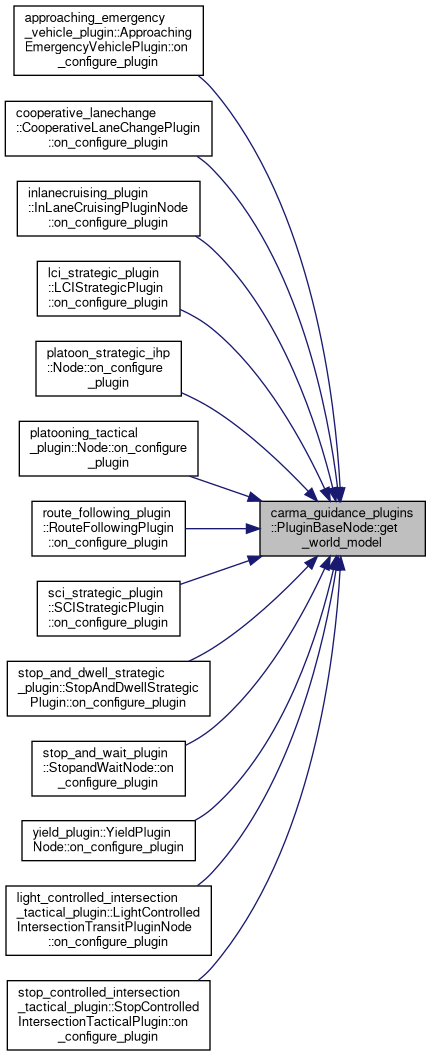 approaching_emergency
_vehicle_plugin::Approaching
EmergencyVehiclePlugin::on
_configure_plugin
cooperative_lanechange
::CooperativeLaneChangePlugin
::on_configure_plugin
inlanecruising_plugin
::InLaneCruisingPluginNode
::on_configure_plugin
lci_strategic_plugin
::LCIStrategicPlugin
::on_configure_plugin
platoon_strategic_ihp
::Node::on_configure
_plugin
platooning_tactical
_plugin::Node::on_configure
_plugin
route_following_plugin
::RouteFollowingPlugin
::on_configure_plugin
carma_guidance_plugins
::PluginBaseNode::get
_world_model
sci_strategic_plugin
::SCIStrategicPlugin
::on_configure_plugin
stop_and_dwell_strategic
_plugin::StopAndDwellStrategic
Plugin::on_configure_plugin
stop_and_wait_plugin
::StopandWaitNode::on
_configure_plugin
yield_plugin::YieldPlugin
Node::on_configure_plugin
light_controlled_intersection
_tactical_plugin::LightControlled
IntersectionTransitPluginNode
::on_configure_plugin
stop_controlled_intersection
_tactical_plugin::StopControlled
IntersectionTacticalPlugin::on
_configure_plugin